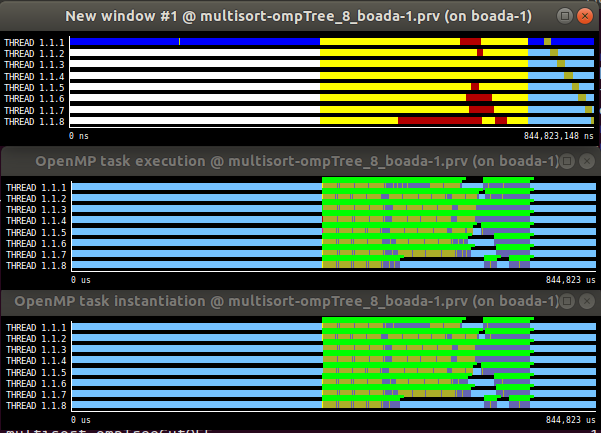 New window #1 @ multisort-ompTree_8_boada-1.prv (on boada-1)
THREAD 1.1.1
THREAD 1.1.2
THREAD 1.1.3
THREAD 1.1.4
THREAD 1.1.5
THREAD 1.1.6
THREAD 1.1.7
THREAD 1.1.8
0 ns 844,823,148 ns
OpenMP task execution @ multisort-ompTree_8_boada-1.prv (on boada-1)
THREAD 1.1.1
THREAD 1.1.2
THREAD 1.1.3
THREAD 1.1.4
THREAD 1.1.5
THREAD 1.1.6
THREAD 1.1.7
THREAD 1.1.8
0 us 844,823 us
OpenMP task instantiation @ multisort-ompTree_8_boada-1.prv (on boada-1)
THREAD 1.1.1
THREAD 1.1.2
THREAD 1.1.3
THREAD 1.1.4
THREAD 1.1.5
THREAD 1.1.6
THREAD 1.1.7
THREAD 1.1.8
0 us 844,823 us